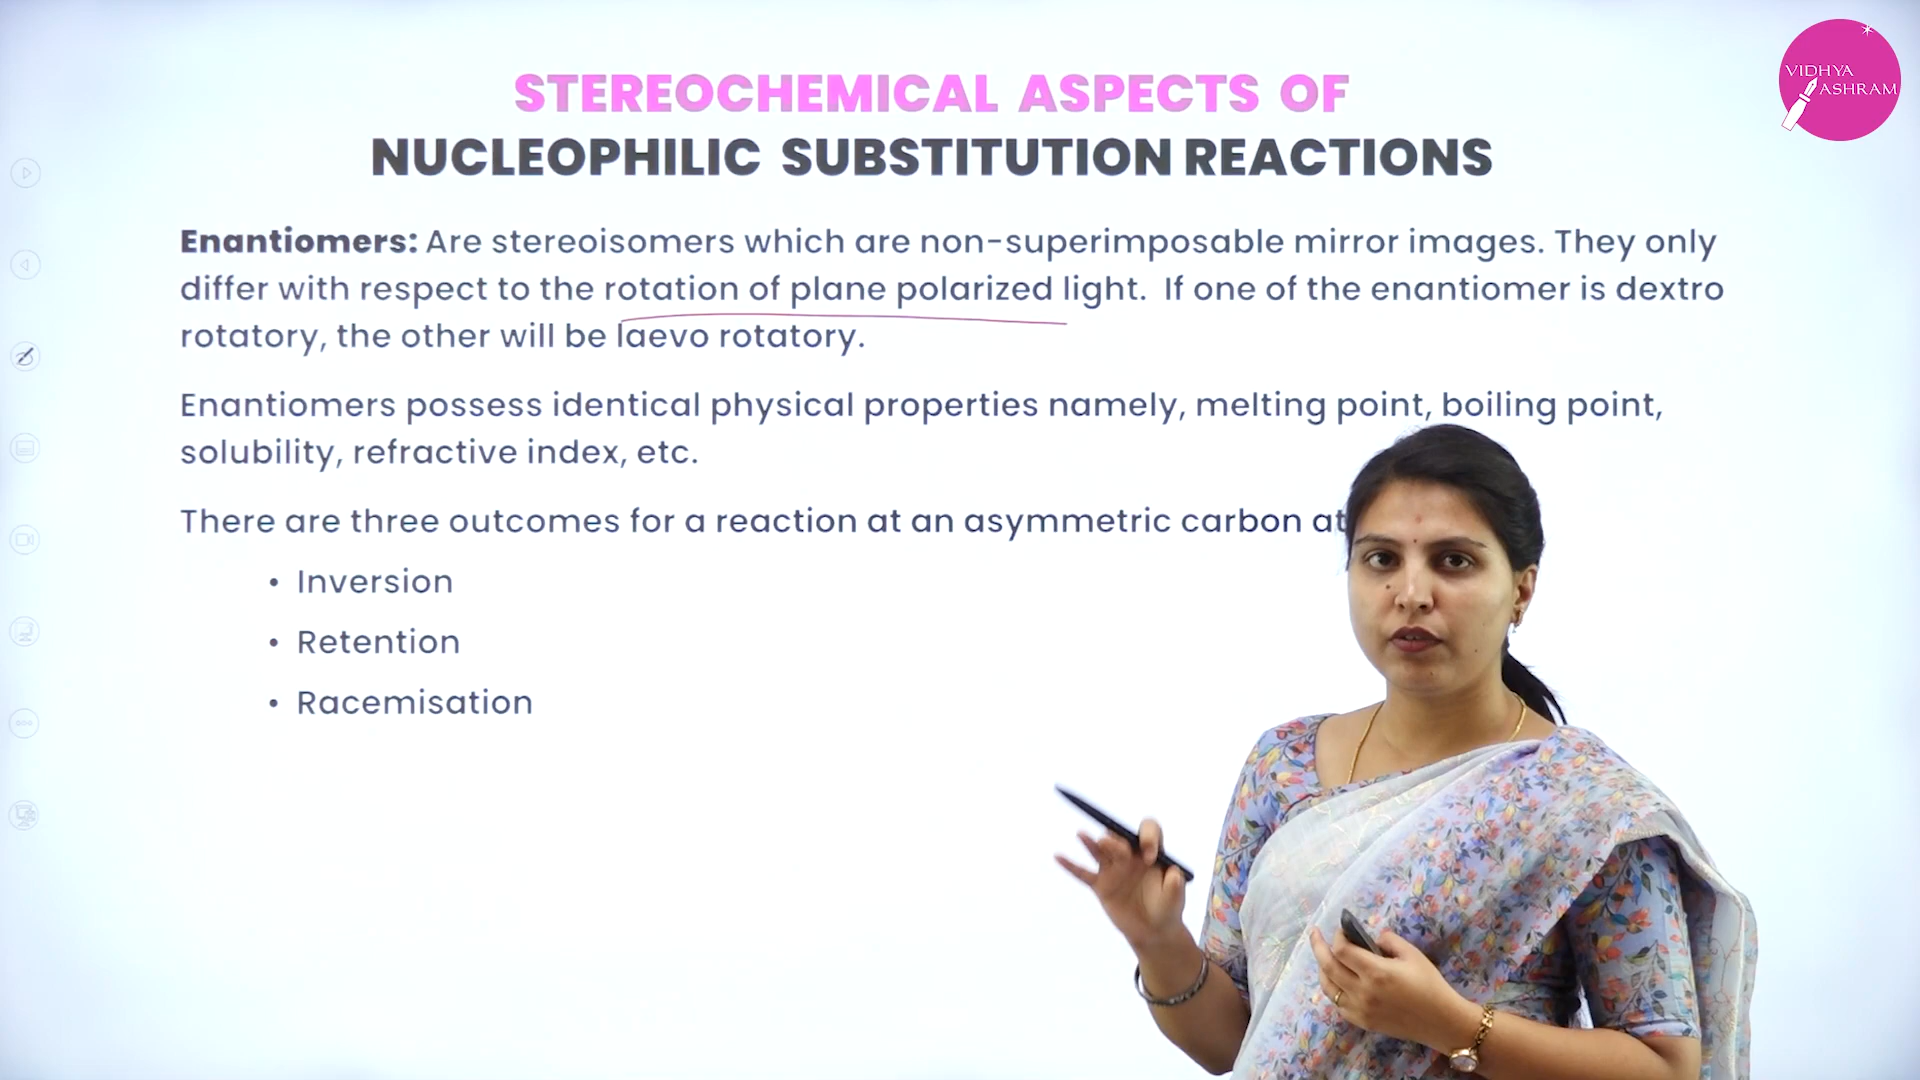 VIDHYA
ASHRAM
STEREOCHEMICAL ASPECTS OF
NUCLEOPHILIC SUBSTITUTION REACTIONS
Enantiomers: Are stereoisomers which are non-superimposable mirror images. They only
differ with respect to the rotation of plane polarized light. If one of the enantiomer is dextro
rotatory, the other will be laevo rotatory.
Enantiomers possess identical physical properties namely, melting point, boiling point,
solubility, refractive index, etc.
There are three outcomes for a reaction at an asymmetric carbon at
• Inversion
• Retention
• Racemisation